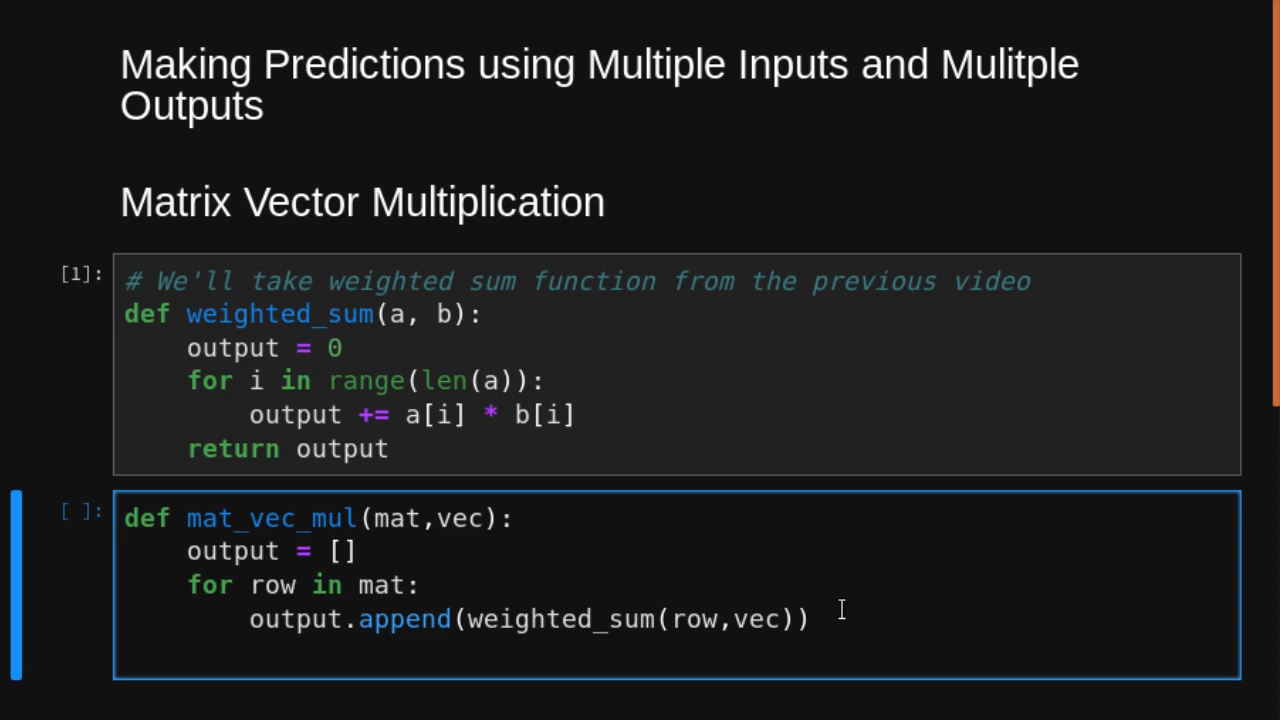 Making Predictions using Multiple Inputs and Mulitple
Outputs
Matrix Vector Multiplication
[1]:
# We'll take weighted sum function from the previous video
def weighted_sum(a, b):
    output = 0
    for i in range(len(a)):
        output += a[i] * b[i]
    return output
[ ]:
def mat_vec_mul(mat,vec):
    output = []
    for row in mat:
        output.append(weighted_sum(row,vec))